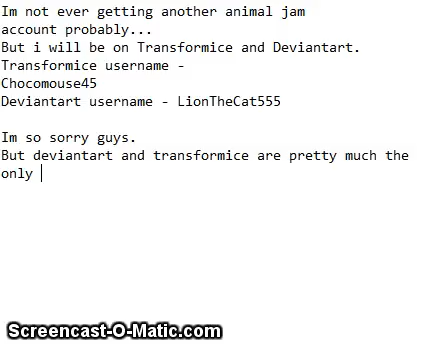 Im not ever getting another animal jam
account probably...
But i will be on Transformice and Deviantart.
Transformice username -
Chocomouse45
Deviantart username - LionTheCat555
Im so sorry guys.
But deviantart and transformice are pretty much the
only
Screencast-O-Matic.com